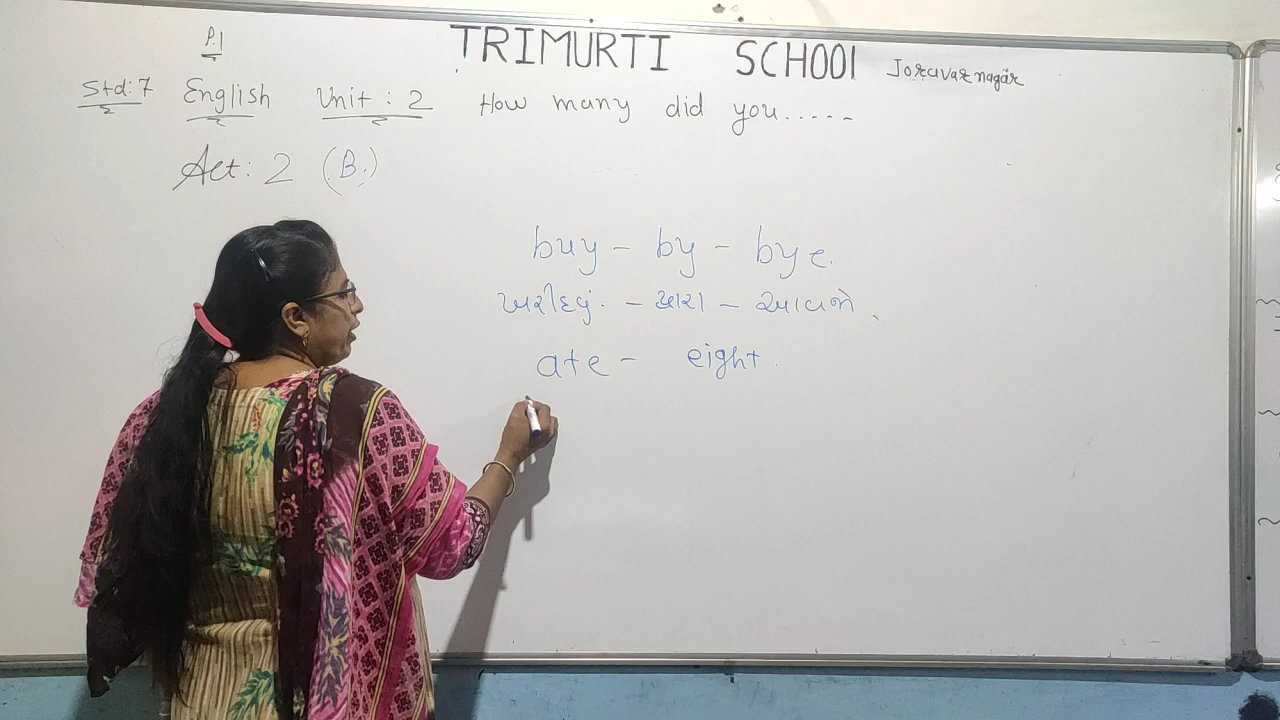 P.1
TRIMURTI SCHOOl Joravarnagar
Std:7 English Unit : 2 How many did you.....
Act: 2 (B.)
buy - by - bye.
ખરીદવું. - દ્વારા - આવજો
ate - eight.